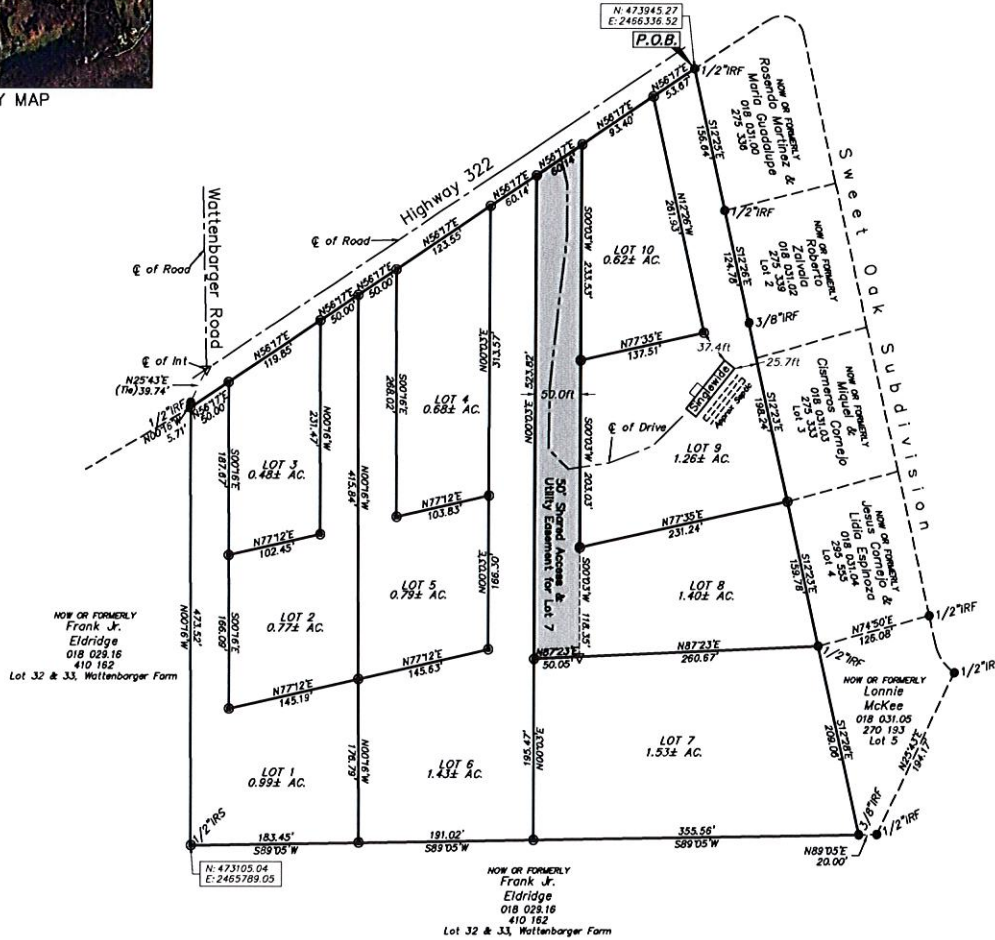 Y MAP
N: 473945.27
E: 2466336.52
P.O.B.
1/2"IRF
N56°17'E
53.67'
N56°17'E
93.40'
N56°17'E
60.14'
N56°17'E
60.14'
N56°17'E
123.55'
N56°17'E
50.00'
N56°17'E
119.85'
N56°17'E
50.00'
Highway 322
Wattenbarger Road
℄ of Road
℄ of Road
℄ of Int
N25°43'E
(Tie)39.74'
1/2"IRF
N00°16'W
5.71'
NOW OR FORMERLY
Rosendo Martinez &
Maria Guadalupe
018 031.00
275 336
S12°25'E
156.64'
1/2"IRF
NOW OR FORMERLY
Roberto
Zalvala
018 031.02
275 339
Lot 2
S12°26'E
124.78'
3/8"IRF
NOW OR FORMERLY
Miquel &
Cismeros Cornejo
018 031.03
275 333
Lot 3
S12°23'E
198.24'
NOW OR FORMERLY
Jesus Cornejo &
Lidia Espinoza
018 031.04
295 555
Lot 4
S12°23'E
159.78'
Sweet Oak Subdivision
N74°50'E
125.08'
1/2"IRF
1/2"IRF
1/2"IRF
NOW OR FORMERLY
Lonnie
McKee
018 031.05
270 193
Lot 5
S12°28'E
209.06'
N25°43'E
194.17'
3/8"IRF
1/2"IRF
N89°05'E
20.00'
LOT 10
0.62± AC.
N12°26'W
261.93'
S00°03'W 233.53'
N77°35'E
137.51'
37.4ft
25.7ft
Singlewide
Approx Septic
℄ of Drive
LOT 9
1.26± AC.
S00°03'W 203.03'
N77°35'E
231.24'
LOT 8
1.40± AC.
S00°03'W 118.35'
N87°23'E
50.05'
N87°23'E
260.67'
50.0ft
50' Shared Access &
Utility Easement for Lot 7
N00°03'E 523.82'
LOT 4
0.68± AC.
N00°03'E 313.57'
S00°16'E
268.02'
N77°12'E
103.83'
LOT 3
0.48± AC.
S00°16'E
187.67'
N00°16'W
231.47'
N77°12'E
102.45'
LOT 5
0.79± AC.
N00°16'W
415.84'
N00°03'E
166.30'
LOT 2
0.77± AC.
S00°16'E
166.09'
N77°12'E
145.63'
N77°12'E
145.19'
473.52'
N00°16'W
NOW OR FORMERLY
Frank Jr.
Eldridge
018 029.16
410 162
Lot 32 & 33, Wattenbarger Farm
LOT 1
0.99± AC.
N00°16'W
176.79'
LOT 6
1.43± AC.
195.47'
N00°03'E
LOT 7
1.53± AC.
1/2"IRS
183.45'
S89°05'W
191.02'
S89°05'W
355.56'
S89°05'W
N: 473105.04
E: 2465789.05
NOW OR FORMERLY
Frank Jr.
Eldridge
018 029.16
410 162
Lot 32 & 33, Wattenbarger Farm